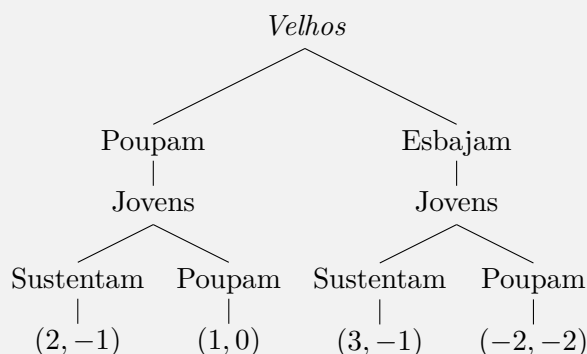 Velhos
Poupam Esbajam
Jovens Jovens
Sustentam Poupam Sustentam Poupam
(2, −1) (1, 0) (3, −1) (−2, −2)